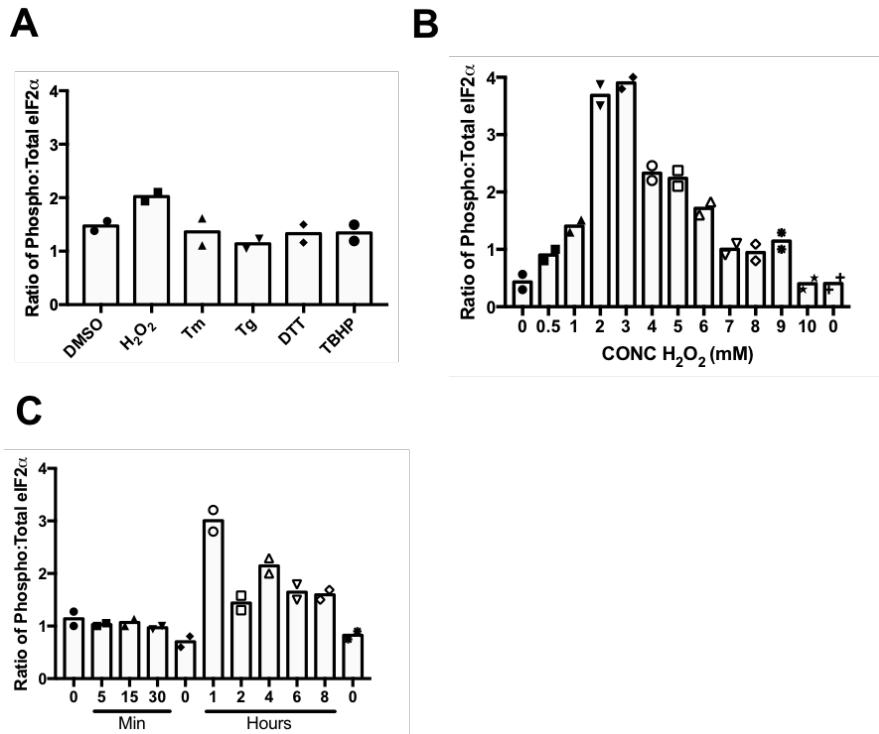 A
Ratio of Phospho:Total eIF2α
4
3
2
1
0
DMSO H₂O₂ Tm Tg DTT TBHP
B
Ratio of Phospho:Total eIF2α
4
3
2
1
0
0 0.5 1 2 3 4 5 6 7 8 9 10 0
CONC H₂O₂ (mM)
C
Ratio of Phospho:Total eIF2α
4
3
2
1
0
0 5 15 30 0 1 2 4 6 8 0
Min Hours